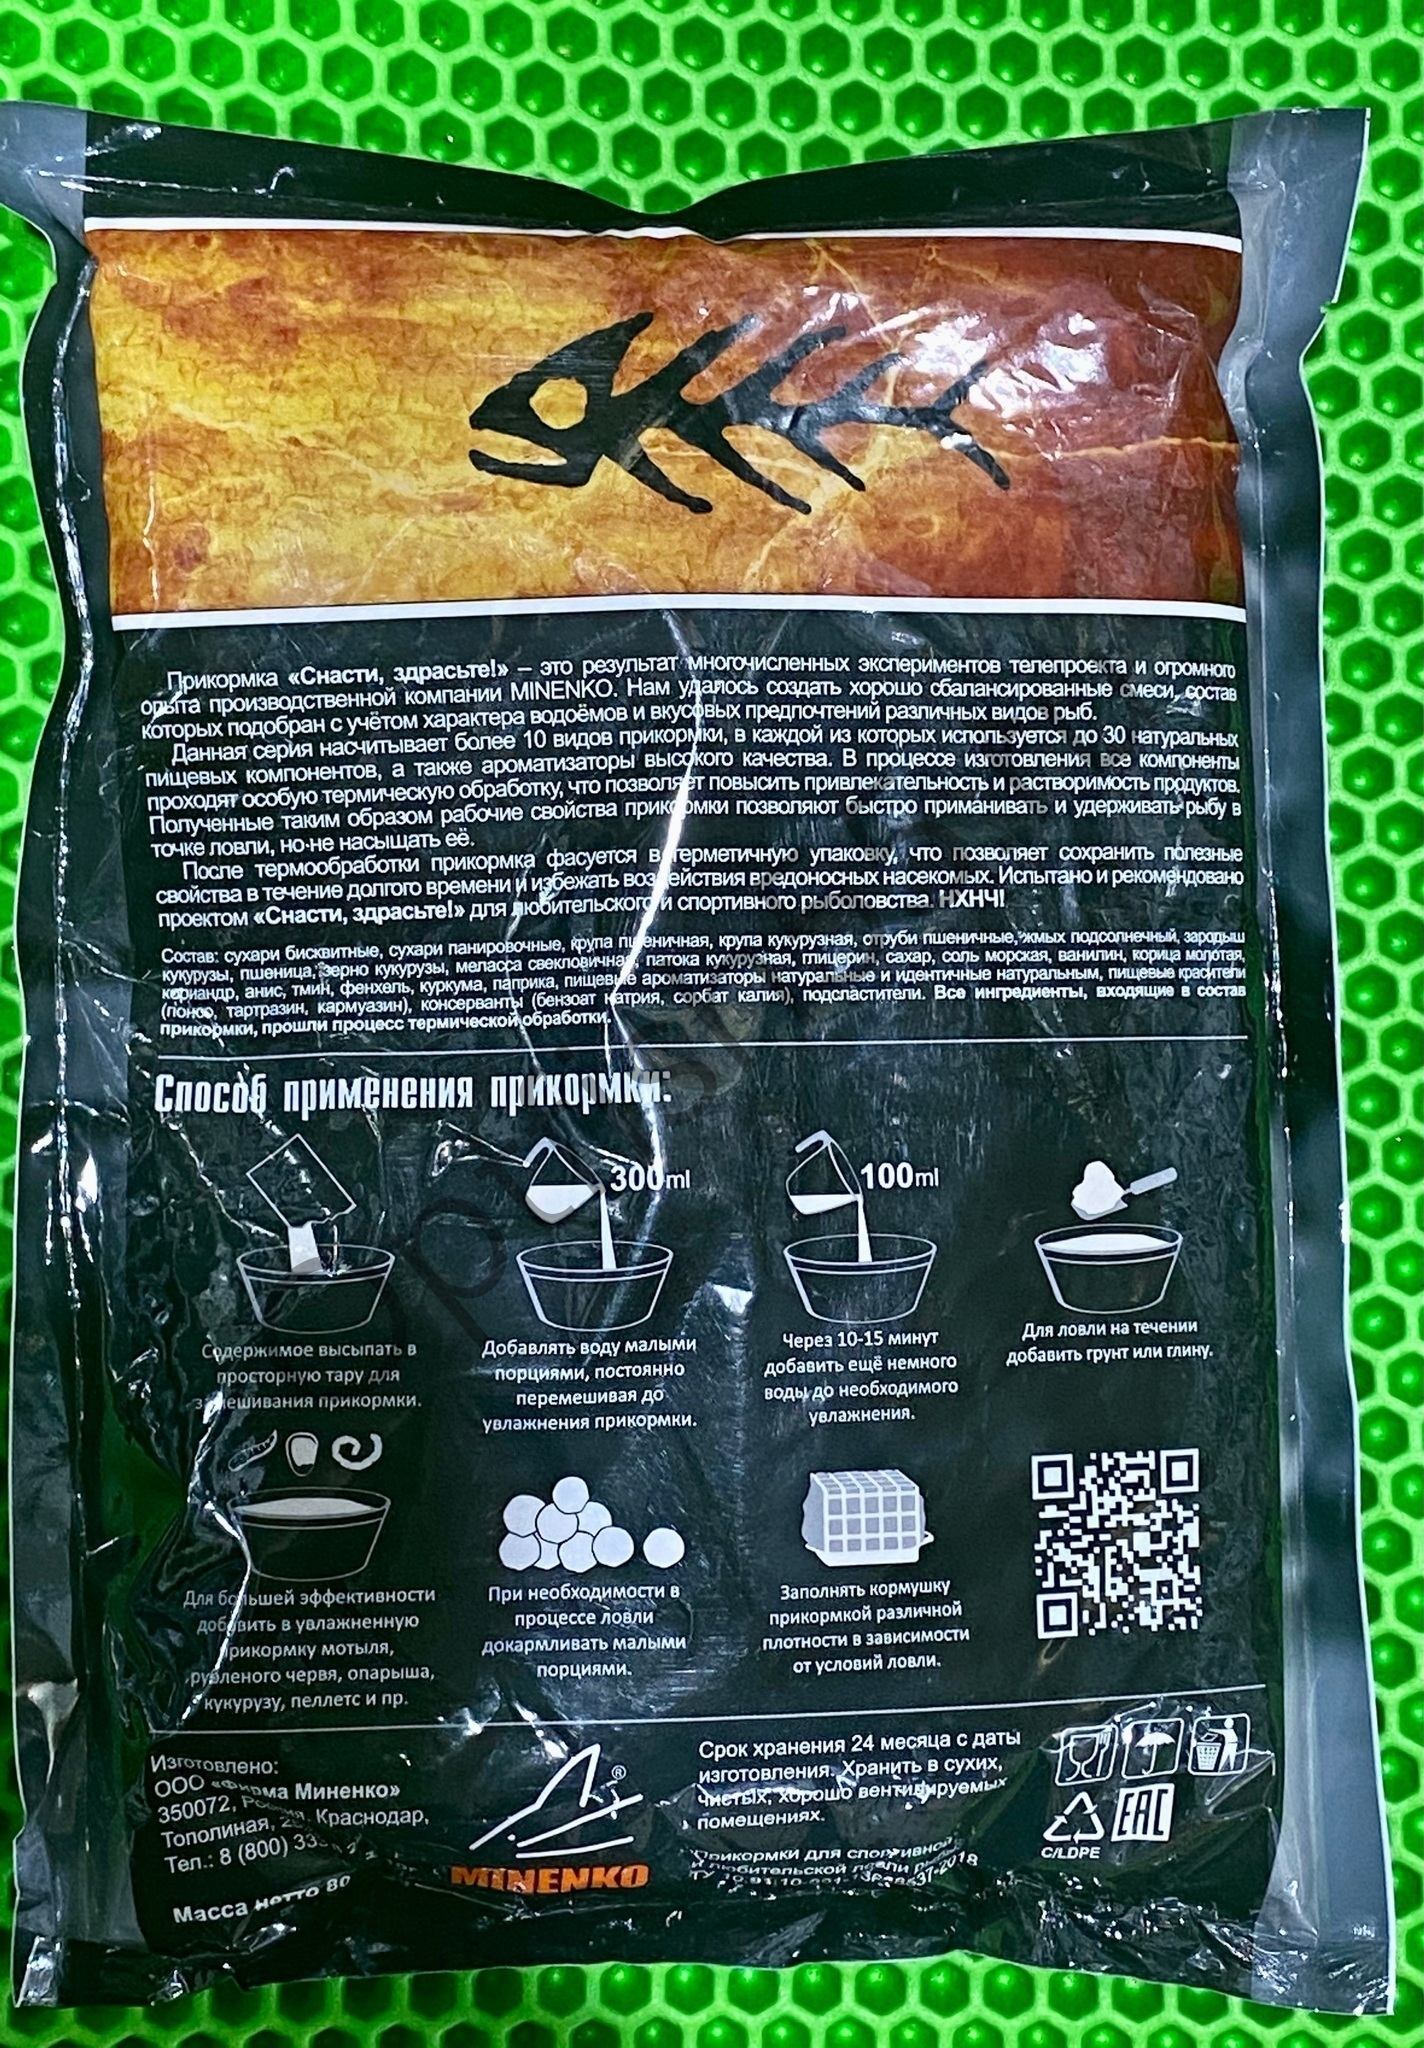 Прикормка «Снасти, здрасьте!» – это результат многочисленных экспериментов телепроекта и огромного
опыта производственной компании MINENKO. Нам удалось создать хорошо сбалансированные смеси, состав
которых подобран с учётом характера водоёмов и вкусовых предпочтений различных видов рыб.
Данная серия насчитывает более 10 видов прикормки, в каждой из которых используется до 30 натуральных
пищевых компонентов, а также ароматизаторы высокого качества. В процессе изготовления все компоненты
проходят особую термическую обработку, что позволяет повысить привлекательность и растворимость продуктов.
Полученные таким образом рабочие свойства прикормки позволяют быстро приманивать и удерживать рыбу в
точке ловли, но не насыщать её.
После термообработки прикормка фасуется в герметичную упаковку, что позволяет сохранить полезные
свойства в течение долгого времени и избежать воздействия вредоносных насекомых. Испытано и рекомендовано
проектом «Снасти, здрасьте!» для любительского и спортивного рыболовства. НХНЧ!
Состав: сухари бисквитные, сухари панировочные, крупа пшеничная, крупа кукурузная, отруби пшеничные, жмых подсолнечный, зародыш
кукурузы, пшеница, зерно кукурузы, меласса свекловичная, патока кукурузная, глицерин, сахар, соль морская, ванилин, корица молотая,
кориандр, анис, тмин, фенхель, куркума, паприка, пищевые ароматизаторы натуральные и идентичные натуральным, пищевые красители
(понсо, тартразин, кармуазин), консерванты (бензоат натрия, сорбат калия), подсластители. Все ингредиенты, входящие в состав
прикормки, прошли процесс термической обработки.
Способ применения прикормки:
300ml
100ml
Содержимое высыпать в
просторную тару для
замешивания прикормки.
Добавлять воду малыми
порциями, постоянно
перемешивая до
увлажнения прикормки.
Через 10-15 минут
добавить ещё немного
воды до необходимого
увлажнения.
Для ловли на течении
добавить грунт или глину.
Для большей эффективности
добавить в увлажненную
прикормку мотыля,
рубленого червя, опарыша,
кукурузу, пеллетс и пр.
При необходимости в
процессе ловли
докармливать малыми
порциями.
Заполнять кормушку
прикормкой различной
плотности в зависимости
от условий ловли.
Изготовлено:
ООО «Фирма Миненко»
350072, Россия, Краснодар,
Тополиная,
Тел.: 8 (800)
Масса нетто
®
MINENKO
Срок хранения 24 месяца с даты
изготовления. Хранить в сухих,
чистых, хорошо вентилируемых
помещениях.
Прикормки для спортивной
и любительской ловли рыбы
ТУ
C/LDPE
EAC